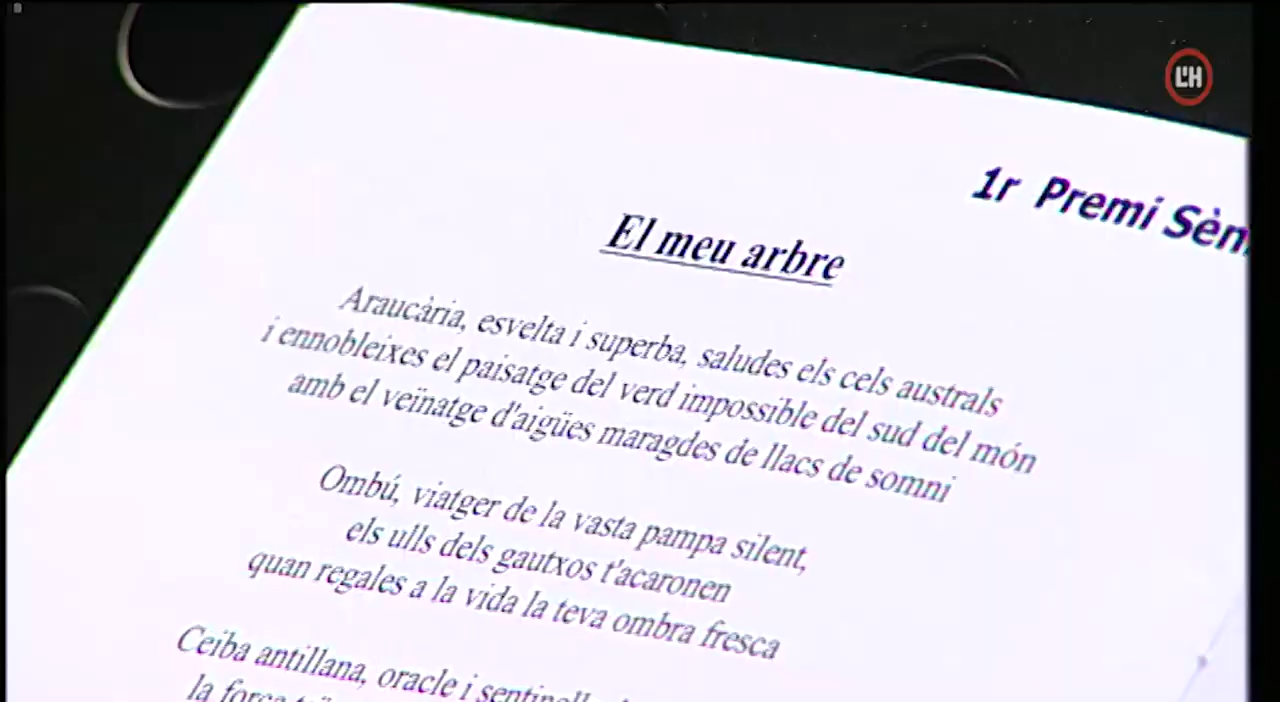 L'H
1r Premi
El meu arbre
Araucària, esvelta i superba, saludes els cels australs
i ennobleixes el paisatge del verd impossible del sud del món
amb el veïnatge d'aigües maragdes de llacs de somni
Ombú, viatger de la vasta pampa silent,
els ulls dels gautxos t'acaronen
quan regales a la vida la teva ombra fresca
Ceiba antillana, oracle i
la força